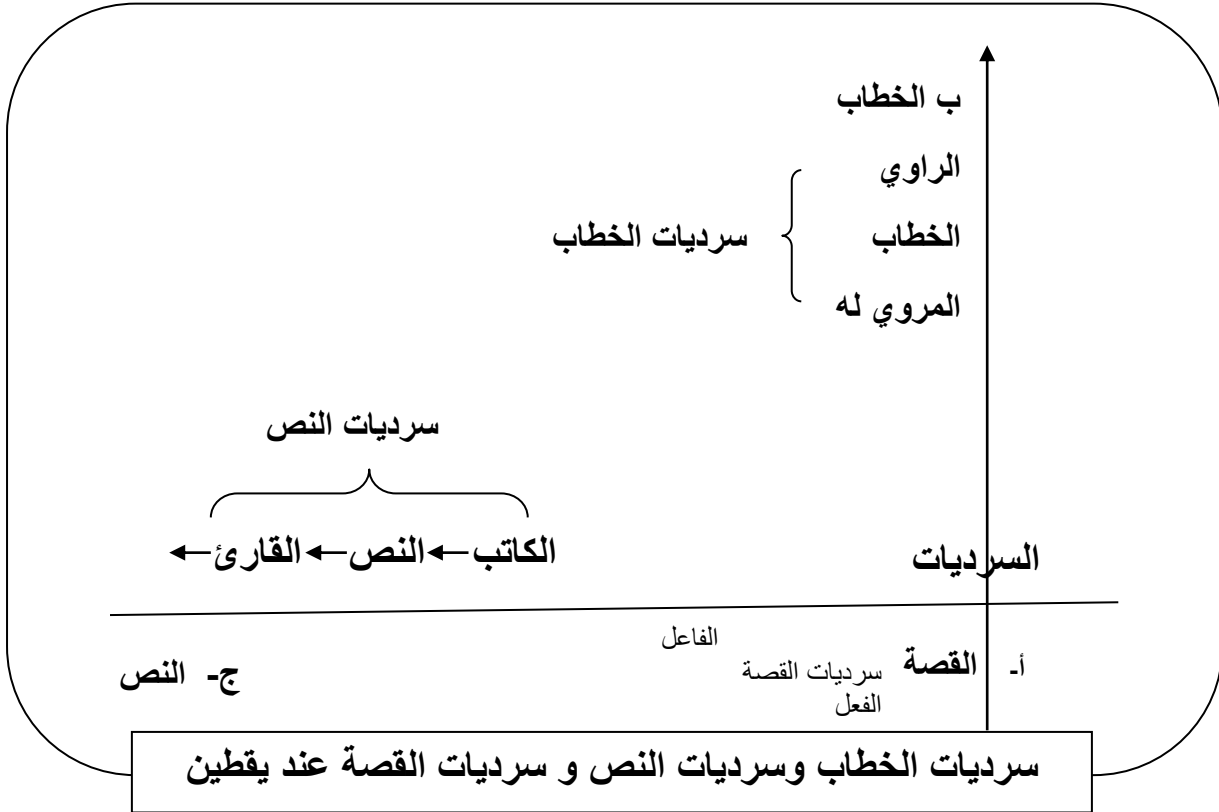 ب الخطاب
الراوي
الخطاب
سرديات الخطاب
المروي له
سرديات النص
السرديات
الكاتب
النص
القارئ
الفاعل
أ- القصة
سرديات القصة
الفعل
ج- النص
سرديات الخطاب وسرديات النص و سرديات القصة عند يقطين